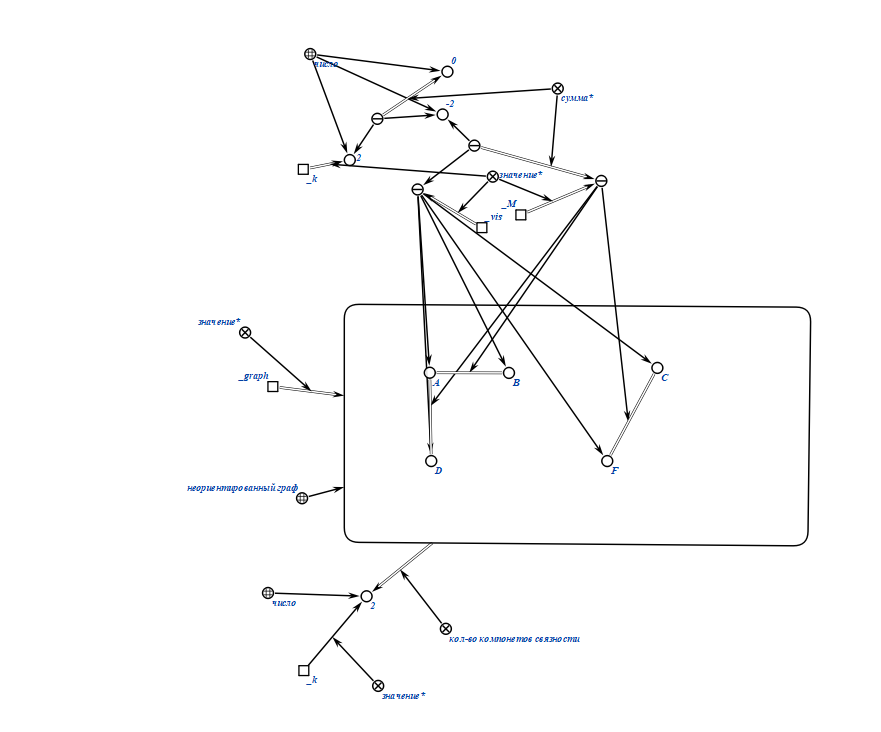 0
число
сумма*
-2
2
_k
значение*
_M
_vis
значение*
_graph
A
B
C
D
F
неориентированный граф
число
2
кол-во компонетов связности
_k
значение*